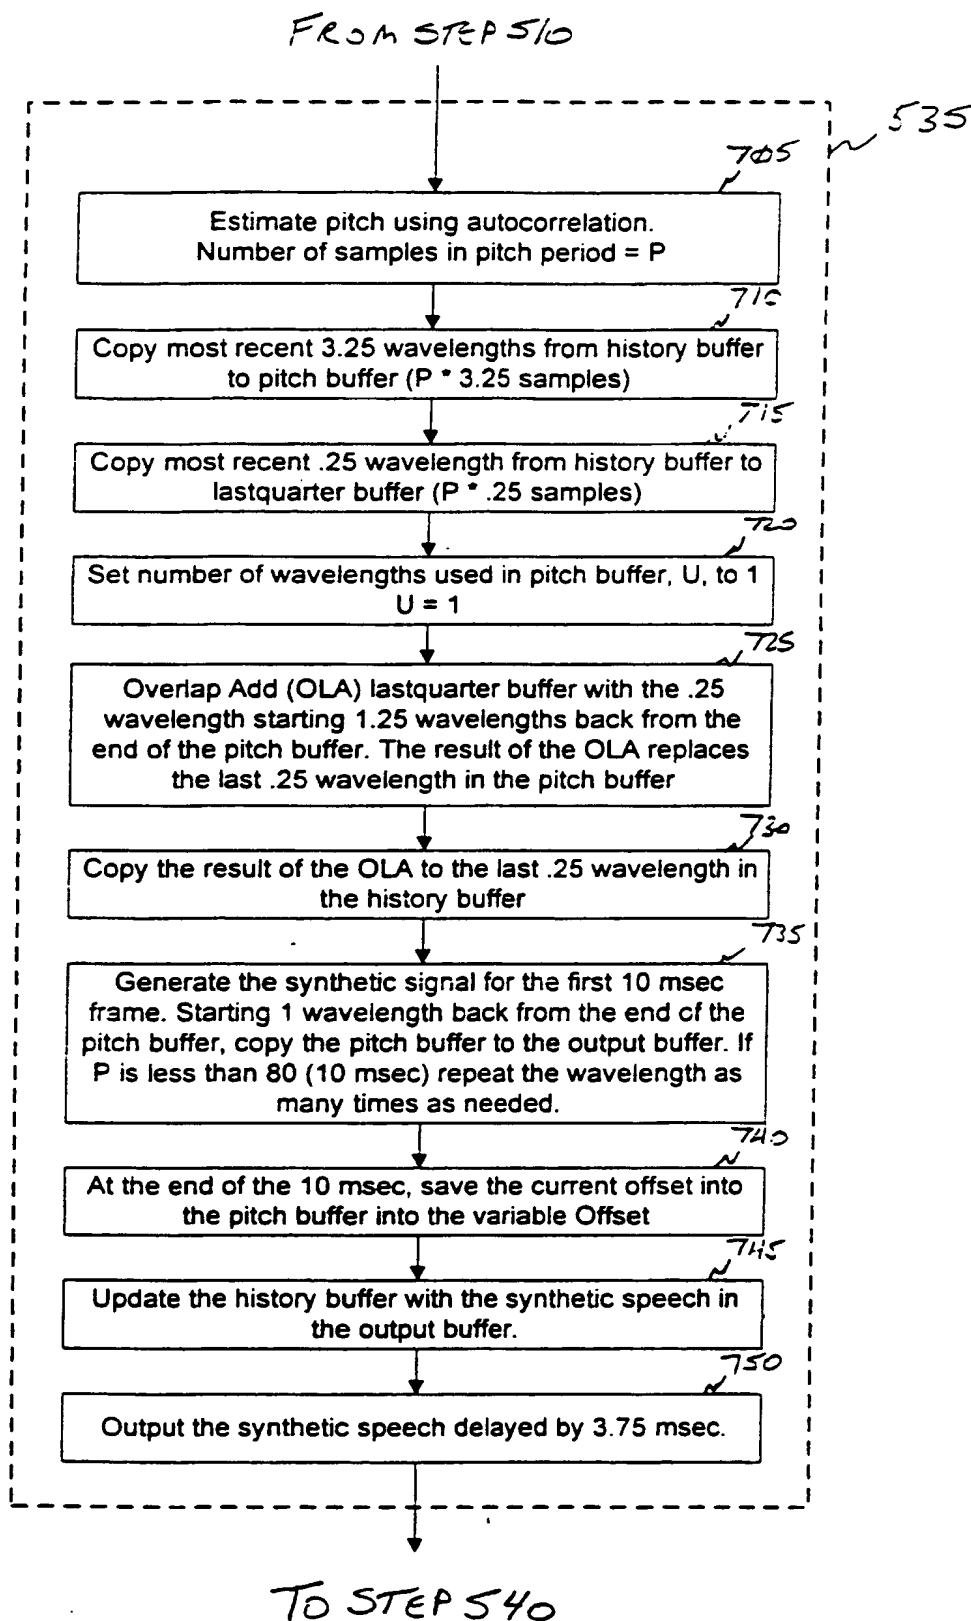 FROM STEP 510
535
705
Estimate pitch using autocorrelation.
Number of samples in pitch period = P
710
Copy most recent 3.25 wavelengths from history buffer
to pitch buffer (P * 3.25 samples)
715
Copy most recent .25 wavelength from history buffer to
lastquarter buffer (P * .25 samples)
720
Set number of wavelengths used in pitch buffer, U, to 1
U = 1
725
Overlap Add (OLA) lastquarter buffer with the .25
wavelength starting 1.25 wavelengths back from the
end of the pitch buffer. The result of the OLA replaces
the last .25 wavelength in the pitch buffer
730
Copy the result of the OLA to the last .25 wavelength in
the history buffer
735
Generate the synthetic signal for the first 10 msec
frame. Starting 1 wavelength back from the end of the
pitch buffer, copy the pitch buffer to the output buffer. If
P is less than 80 (10 msec) repeat the wavelength as
many times as needed.
740
At the end of the 10 msec, save the current offset into
the pitch buffer into the variable Offset
745
Update the history buffer with the synthetic speech in
the output buffer.
750
Output the synthetic speech delayed by 3.75 msec.
TO STEP 540